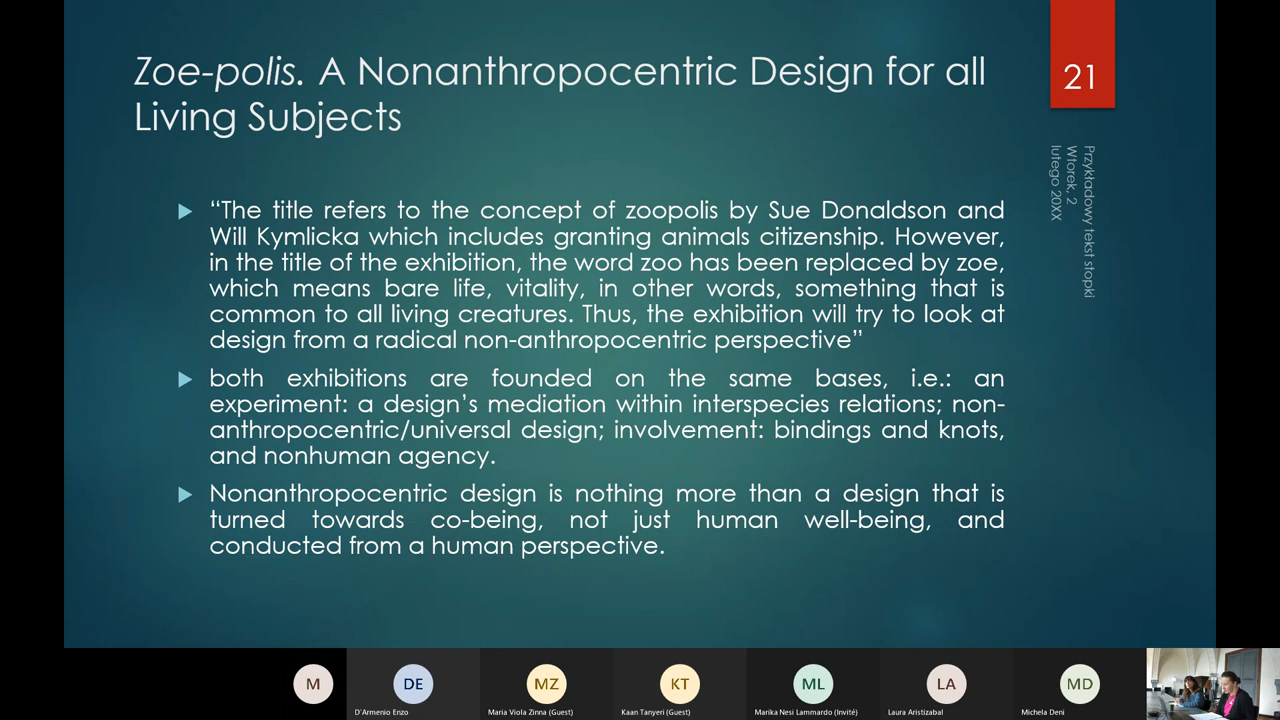 Zoe-polis. A Nonanthropocentric Design for all
Living Subjects
21
Przykładowy tekst stopki
Wtorek, 2
lutego 20XX
“The title refers to the concept of zoopolis by Sue Donaldson and
Will Kymlicka which includes granting animals citizenship. However,
in the title of the exhibition, the word zoo has been replaced by zoe,
which means bare life, vitality, in other words, something that is
common to all living creatures. Thus, the exhibition will try to look at
design from a radical non-anthropocentric perspective”
both exhibitions are founded on the same bases, i.e.: an
experiment: a design’s mediation within interspecies relations; non-
anthropocentric/universal design; involvement: bindings and knots,
and nonhuman agency.
Nonanthropocentric design is nothing more than a design that is
turned towards co-being, not just human well-being, and
conducted from a human perspective.
M
DE
MZ
KT
ML
LA
MD
D'Armenio Enzo
Maria Viola Zinna (Guest)
Kaan Tanyeri (Guest)
Marika Nesi Lammardo (Invité)
Laura Aristizabal
Michela Deni